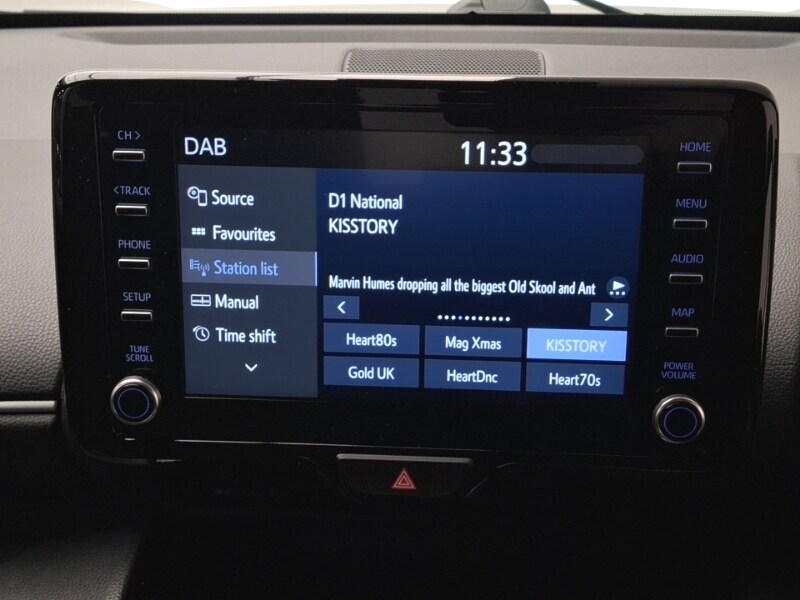 CH >
<TRACK
PHONE
SETUP
TUNE
SCROLL
DAB
11:33
Source
Favourites
Station list
Manual
Time shift
D1 National
KISSTORY
Marvin Humes dropping all the biggest Old Skool and Ant
Heart80s
Mag Xmas
KISSTORY
Gold UK
HeartDnc
Heart70s
HOME
MENU
AUDIO
MAP
POWER
VOLUME